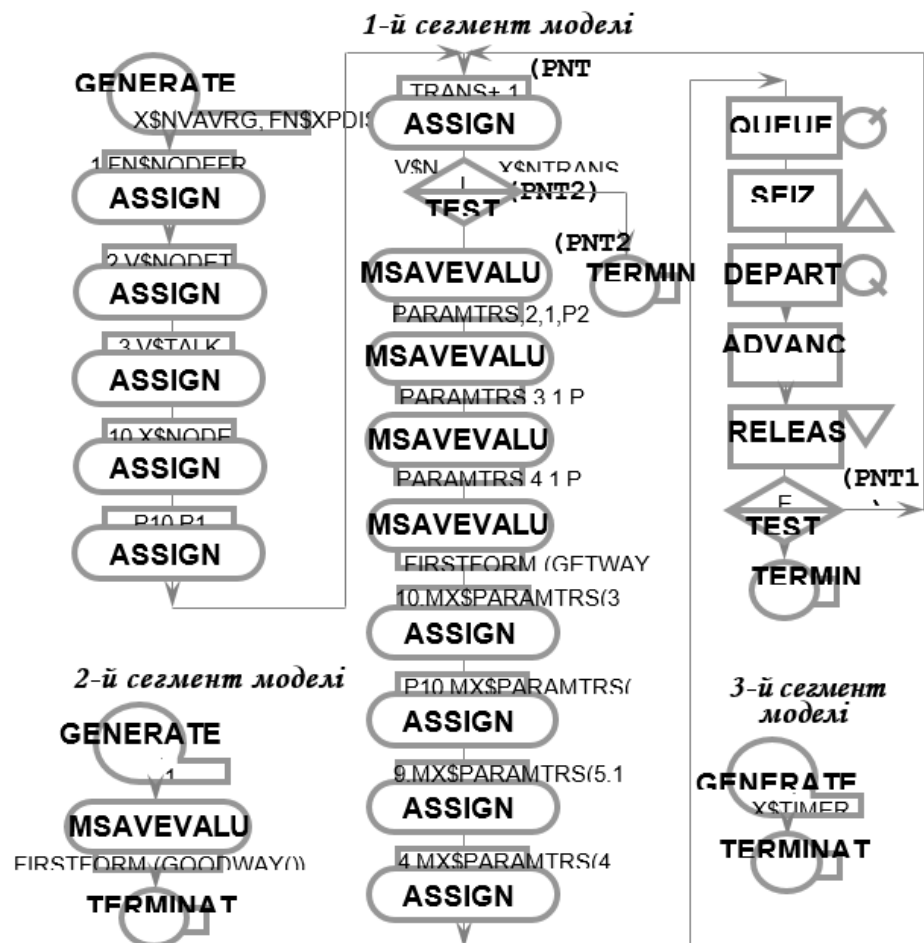 1-й сегмент моделі
GENERATE
X$NVAVRG, FN$XPDIS
1,FN$NODEFR
ASSIGN
2,V$NODET
ASSIGN
3,V$TALK
ASSIGN
10,X$NODE
ASSIGN
P10,P1
ASSIGN
(PNT
TRANS+,1
ASSIGN
V$N
X$NTRANS
TEST
(PNT2)
(PNT2
TERMIN
MSAVEVALU
PARAMTRS,2,1,P2
MSAVEVALU
PARAMTRS,3,1,P
MSAVEVALU
PARAMTRS,4,1,P
MSAVEVALU
FIRSTFORM,(GETWAY
10,MX$PARAMTRS(3
ASSIGN
P10,MX$PARAMTRS(
ASSIGN
9,MX$PARAMTRS(5,1
ASSIGN
4,MX$PARAMTRS(4
ASSIGN
QUEUE
SEIZ
DEPART
ADVANC
RELEAS
(PNT1
TEST
TERMIN
2-й сегмент моделі
GENERATE
MSAVEVALU
FIRSTFORM,(GOODWAY())
TERMINAT
3-й сегмент
моделі
GENERATE
X$TIMER
TERMINAT